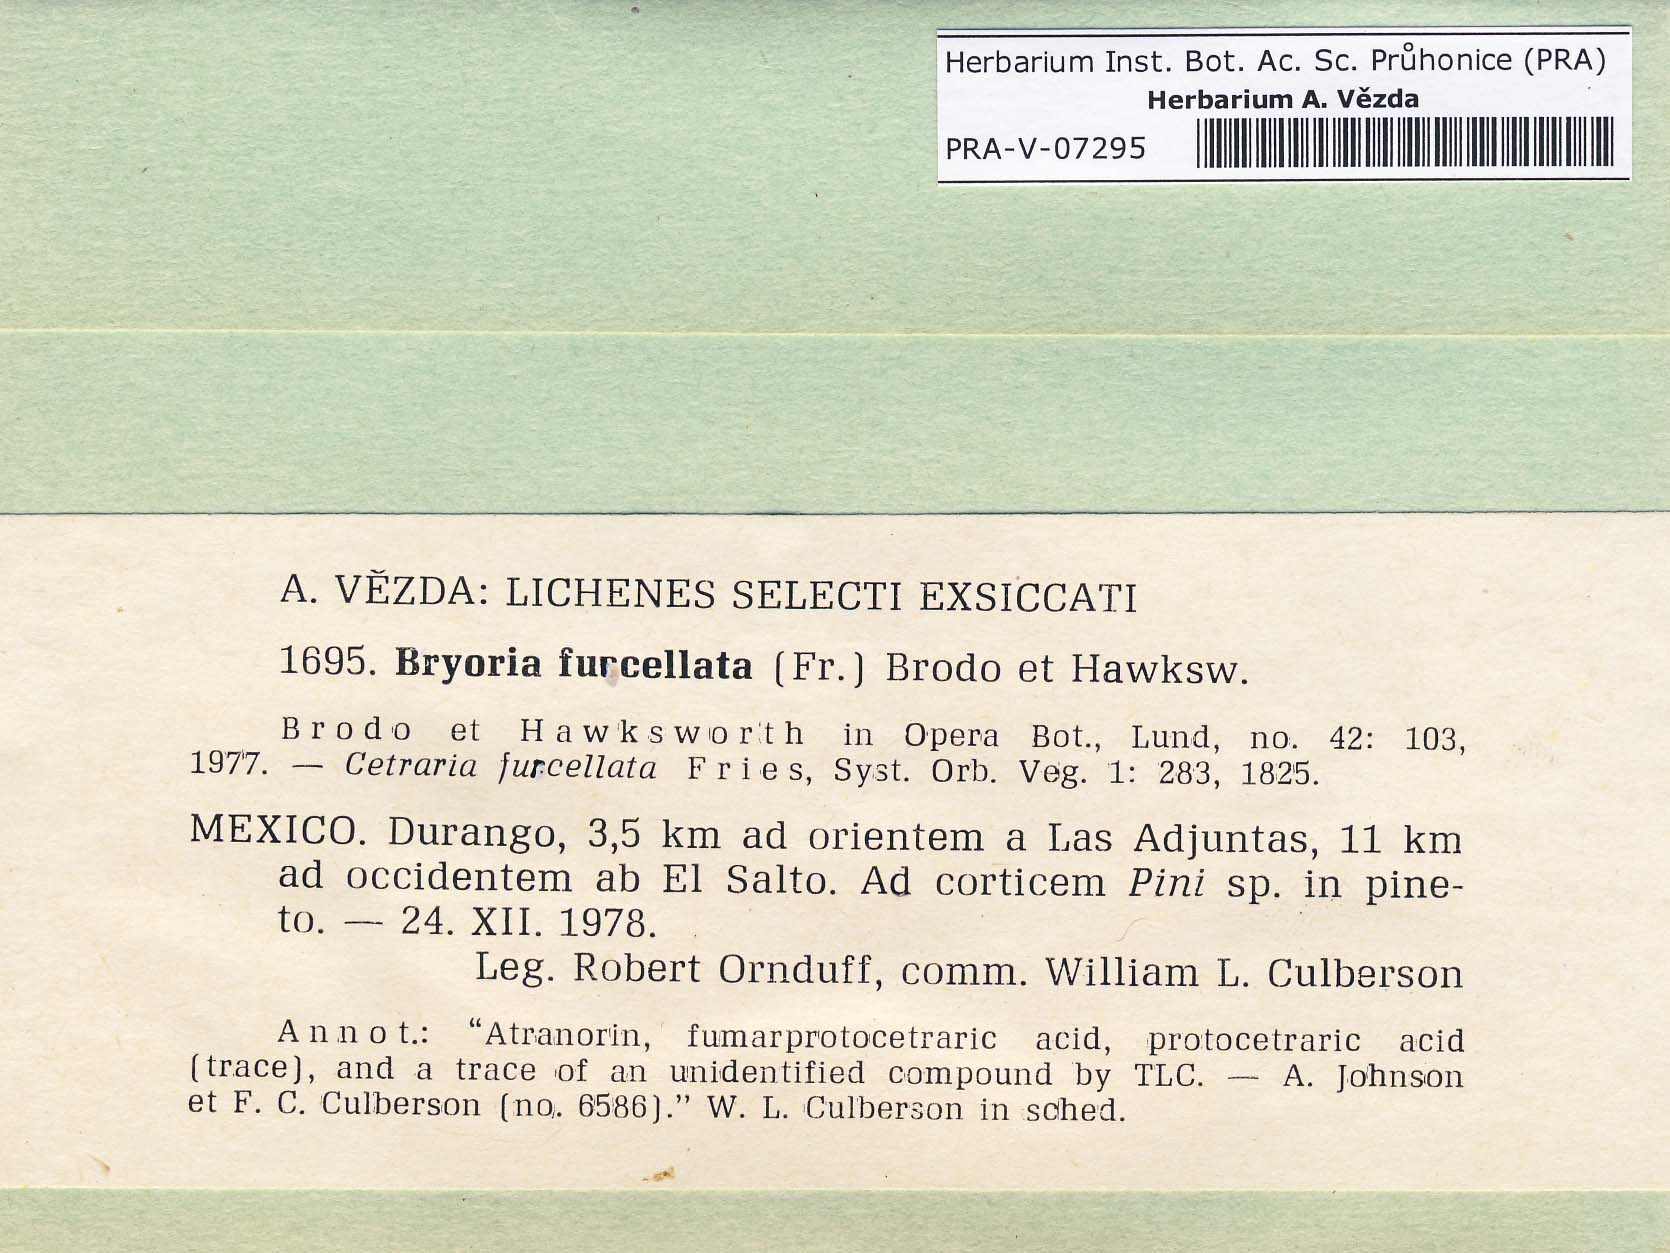 Herbarium Inst. Bot. Ac. Sc. Průhonice (PRA)
Herbarium A. Vězda
PRA-V-07295
A. VĚZDA: LICHENES SELECTI EXSICCATI
1695. Bryoria furcellata (Fr.) Brodo et Hawksw.
Brodo et Hawksworth in Opera Bot., Lund, no. 42: 103,
1977. — Cetraria furcellata Fries, Syst. Orb. Veg. 1: 283, 1825.
MEXICO. Durango, 3,5 km ad orientem a Las Adjuntas, 11 km
ad occidentem ab El Salto. Ad corticem Pini sp. in pine-
to. — 24. XII. 1978.
Leg. Robert Ornduff, comm. William L. Culberson
Annot.: “Atranorin, fumarprotocetraric acid, protocetraric acid
(trace), and a trace of an unidentified compound by TLC. — A. Johnson
et F. C. Culberson (no. 6586).” W. L. Culberson in sched.